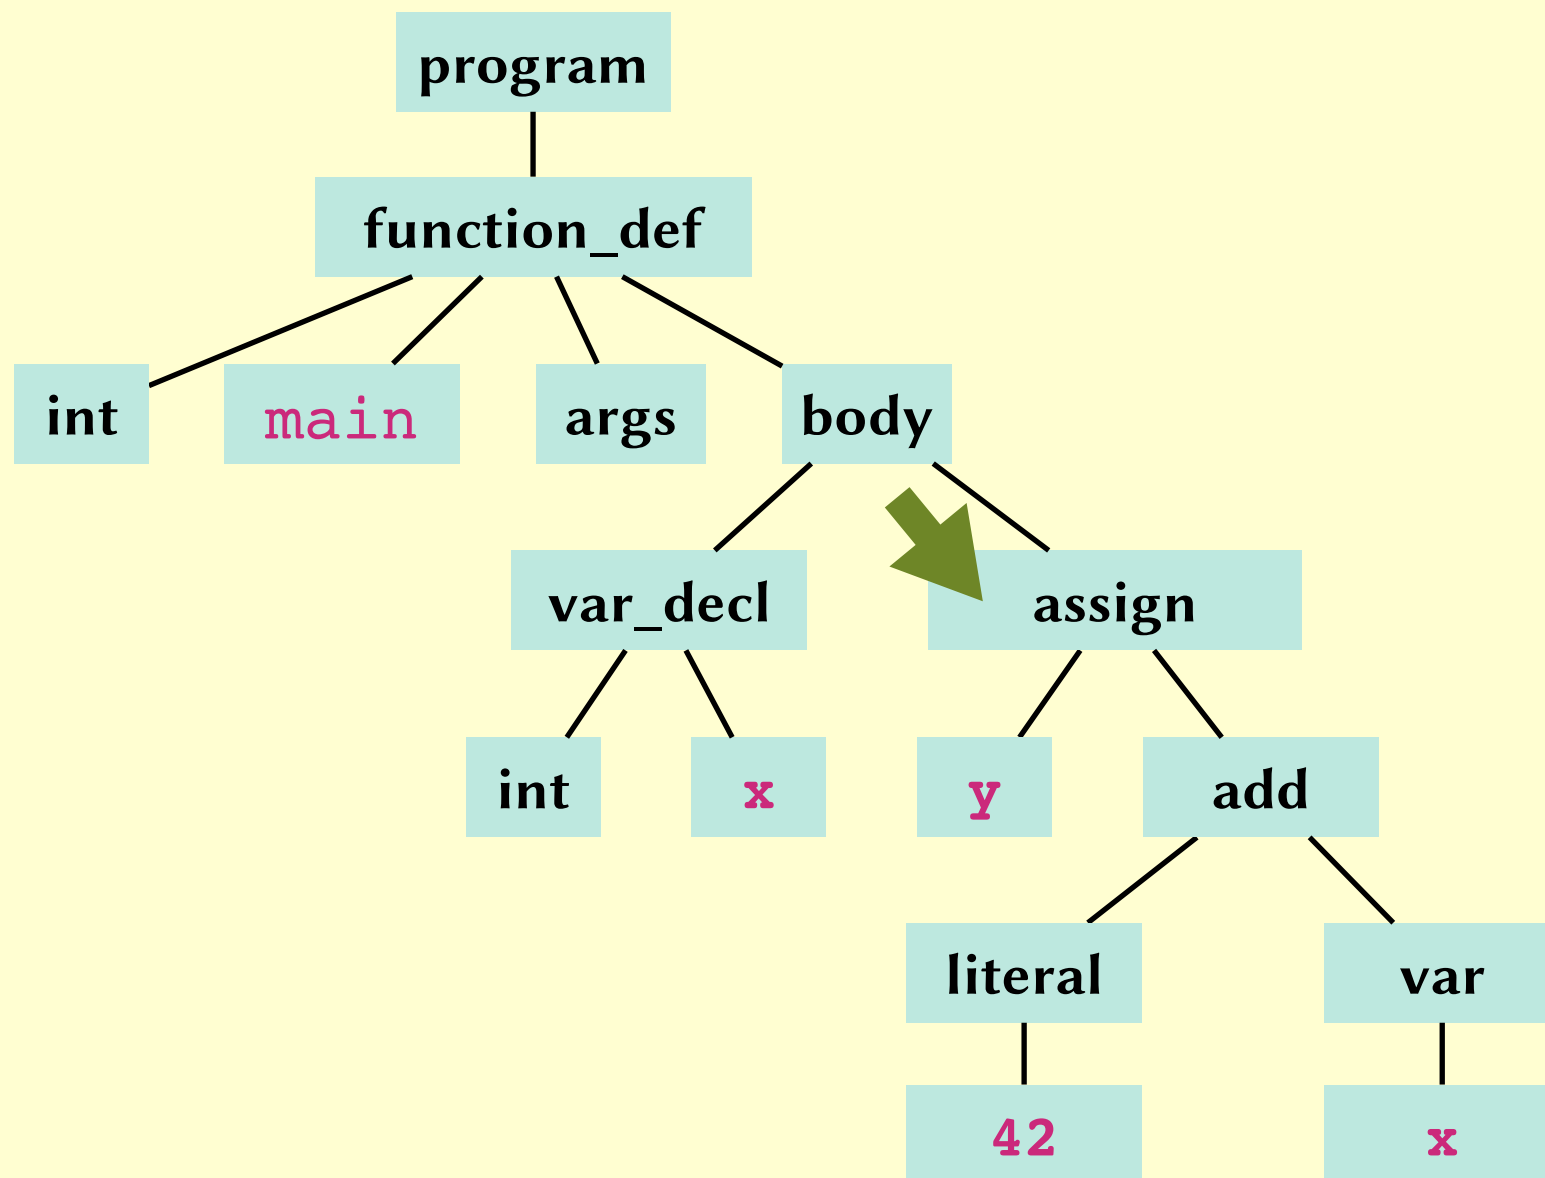 program
function_def
int main args body
var_decl assign
int x y add
literal var
42 x